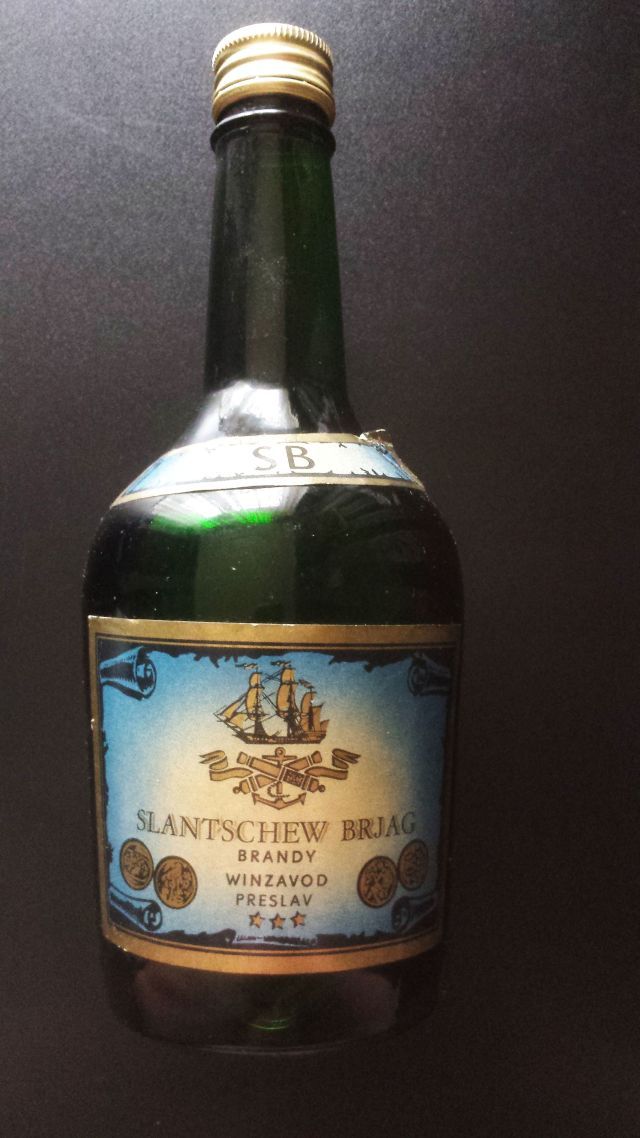 SB
SLANTSCHEW BRJAG
BRANDY
WINZAVOD
PRESLAV